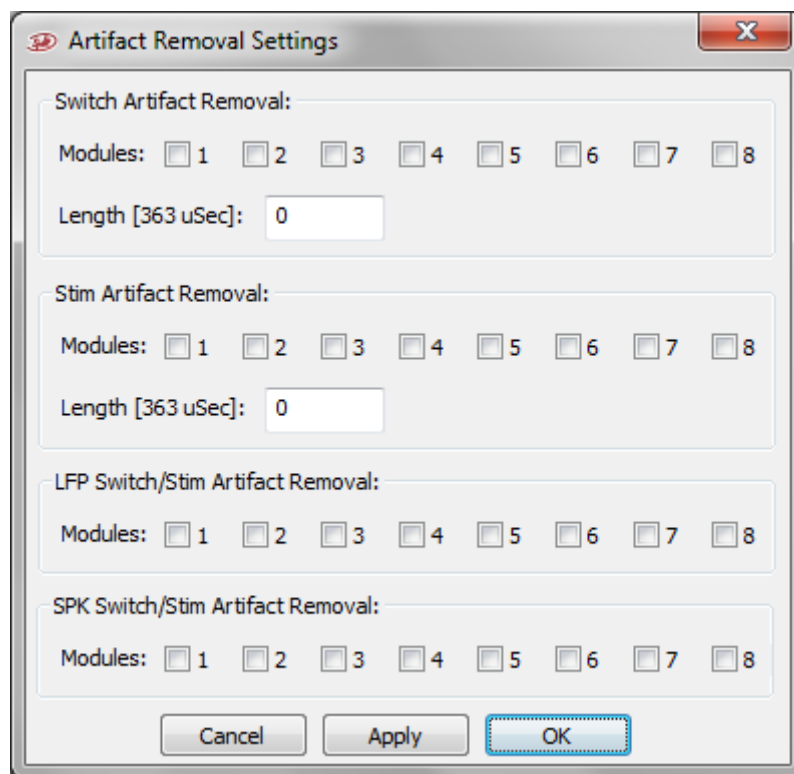 Artifact Removal Settings
Switch Artifact Removal:
Modules: 1 2 3 4 5 6 7 8
Length [363 uSec]: 0
Stim Artifact Removal:
Modules: 1 2 3 4 5 6 7 8
Length [363 uSec]: 0
LFP Switch/Stim Artifact Removal:
Modules: 1 2 3 4 5 6 7 8
SPK Switch/Stim Artifact Removal:
Modules: 1 2 3 4 5 6 7 8
Cancel Apply OK